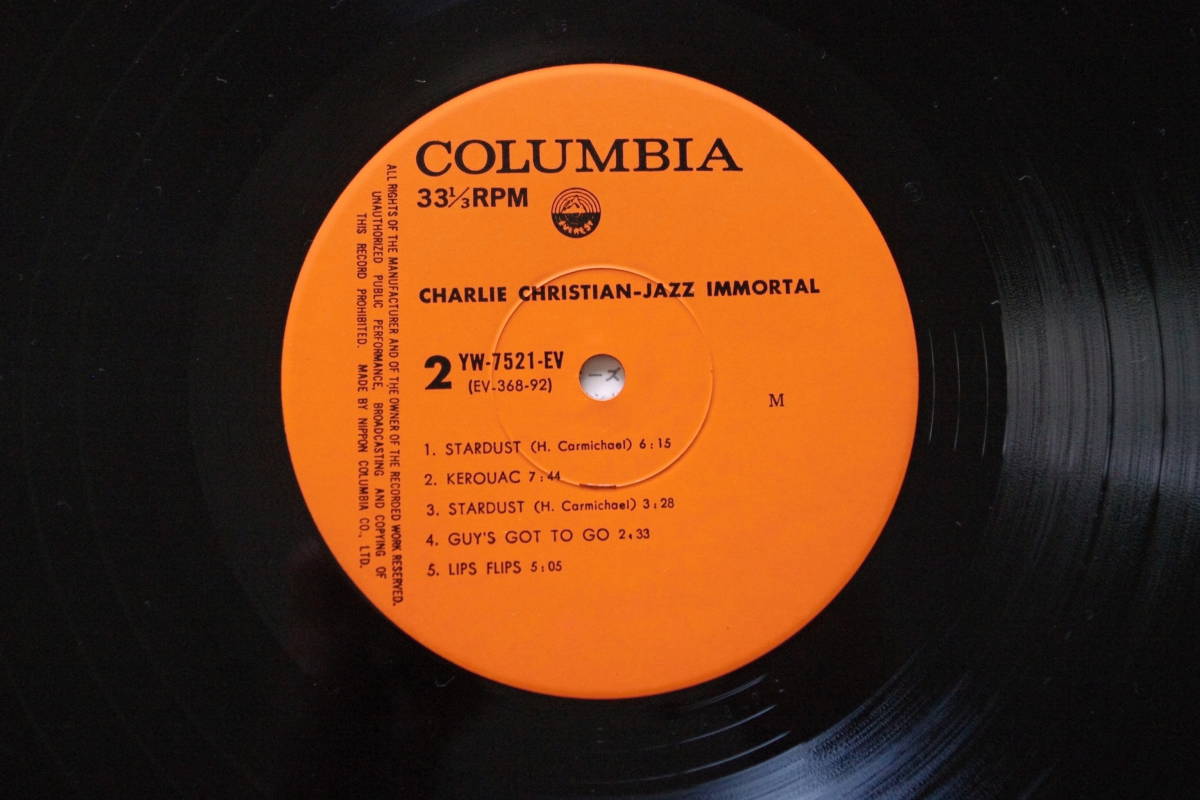 COLUMBIA
33⅓ RPM
EVEREST
CHARLIE CHRISTIAN-JAZZ IMMORTAL
2 YW-7521-EV
(EV-368-92)
M
1. STARDUST (H. Carmichael) 6:15
2. KEROUAC 7:44
3. STARDUST (H. Carmichael) 3:28
4. GUY'S GOT TO GO 2:33
5. LIPS FLIPS 5:05
ALL RIGHTS OF THE MANUFACTURER AND OF THE OWNER OF THE RECORDED WORK RESERVED.
UNAUTHORIZED PUBLIC PERFORMANCE, BROADCASTING AND COPYING OF
THIS RECORD PROHIBITED. MADE BY NIPPON COLUMBIA CO., LTD.